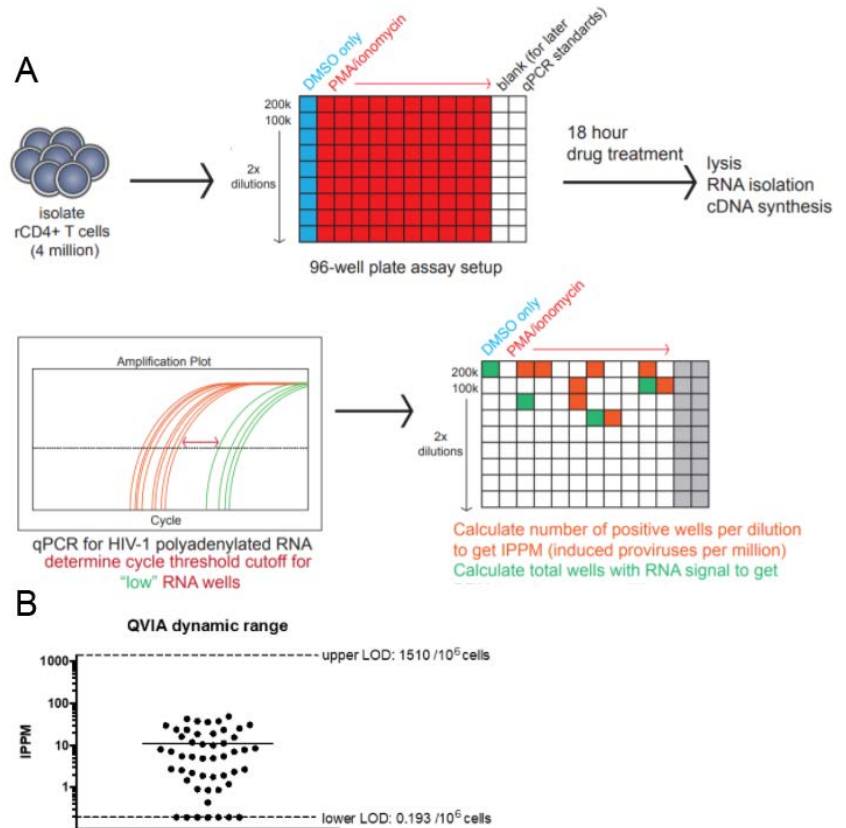 A
DMSO only
PMA/ionomycin
blank (for later
qPCR standards)
200k
100k
2x
dilutions
isolate
rCD4+ T cells
(4 million)
96-well plate assay setup
18 hour
drug treatment
lysis
RNA isolation
cDNA synthesis
Amplification Plot
Cycle
qPCR for HIV-1 polyadenylated RNA
determine cycle threshold cutoff for
"low" RNA wells
DMSO only
PMA/ionomycin
200k
100k
2x
dilutions
Calculate number of positive wells per dilution
to get IPPM (induced proviruses per million)
Calculate total wells with RNA signal to get
B
QVIA dynamic range
upper LOD: 1510 /10⁶ cells
1000
100
10
1
IPPM
lower LOD: 0.193 /10⁶ cells